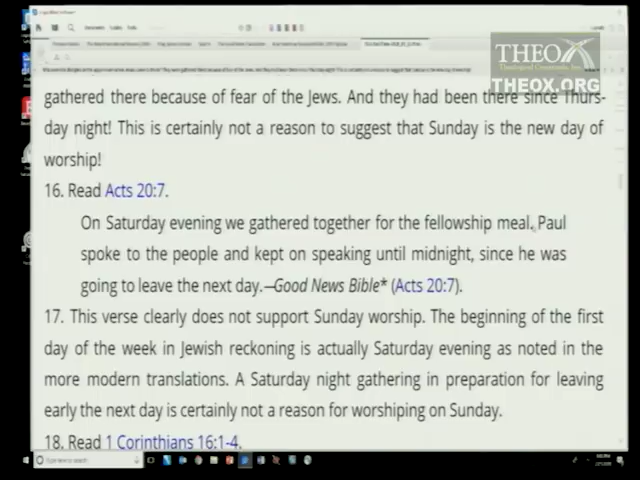 THEOX
THEOX.ORG
gathered there because of fear of the Jews. And they had been there since Thurs-
day night! This is certainly not a reason to suggest that Sunday is the new day of
worship!
16. Read Acts 20:7.
On Saturday evening we gathered together for the fellowship meal. Paul
spoke to the people and kept on speaking until midnight, since he was
going to leave the next day.—Good News Bible* (Acts 20:7).
17. This verse clearly does not support Sunday worship. The beginning of the first
day of the week in Jewish reckoning is actually Saturday evening as noted in the
more modern translations. A Saturday night gathering in preparation for leaving
early the next day is certainly not a reason for worshiping on Sunday.
18. Read 1 Corinthians 16:1-4.